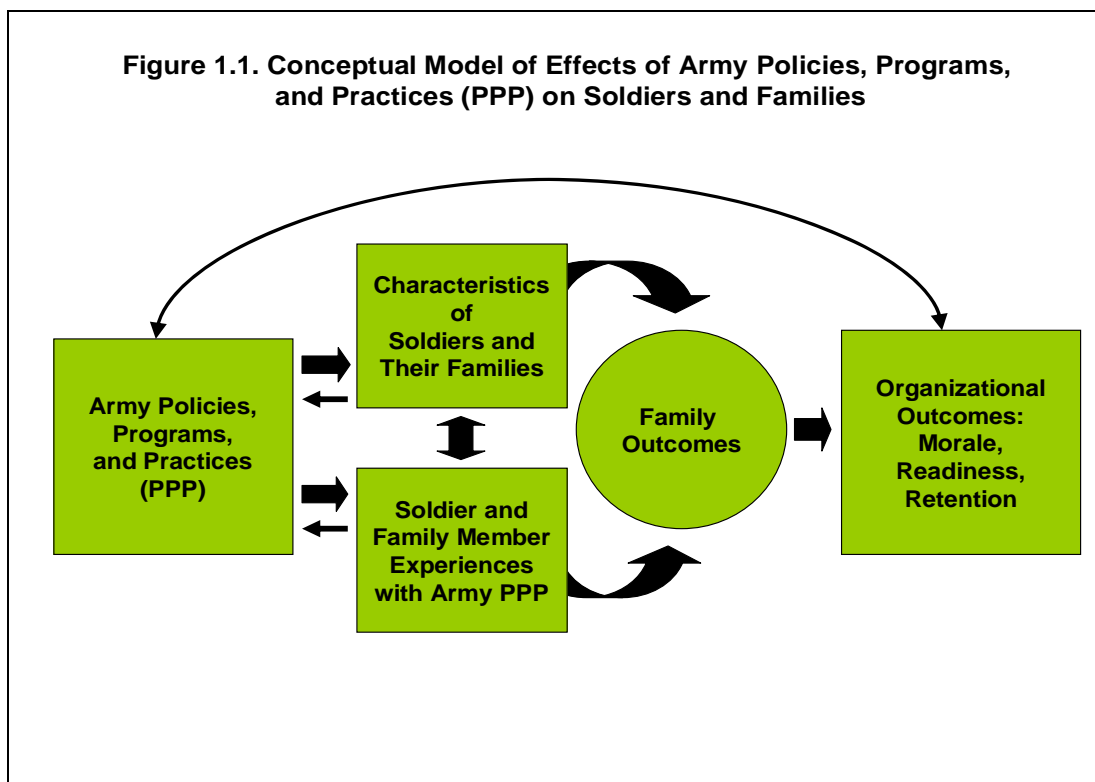 Figure 1.1. Conceptual Model of Effects of Army Policies, Programs,
and Practices (PPP) on Soldiers and Families
Characteristics
of
Soldiers and
Their Families
Army Policies,
Programs,
and Practices
(PPP)
Soldier and
Family Member
Experiences
with Army PPP
Family
Outcomes
Organizational
Outcomes:
Morale,
Readiness,
Retention